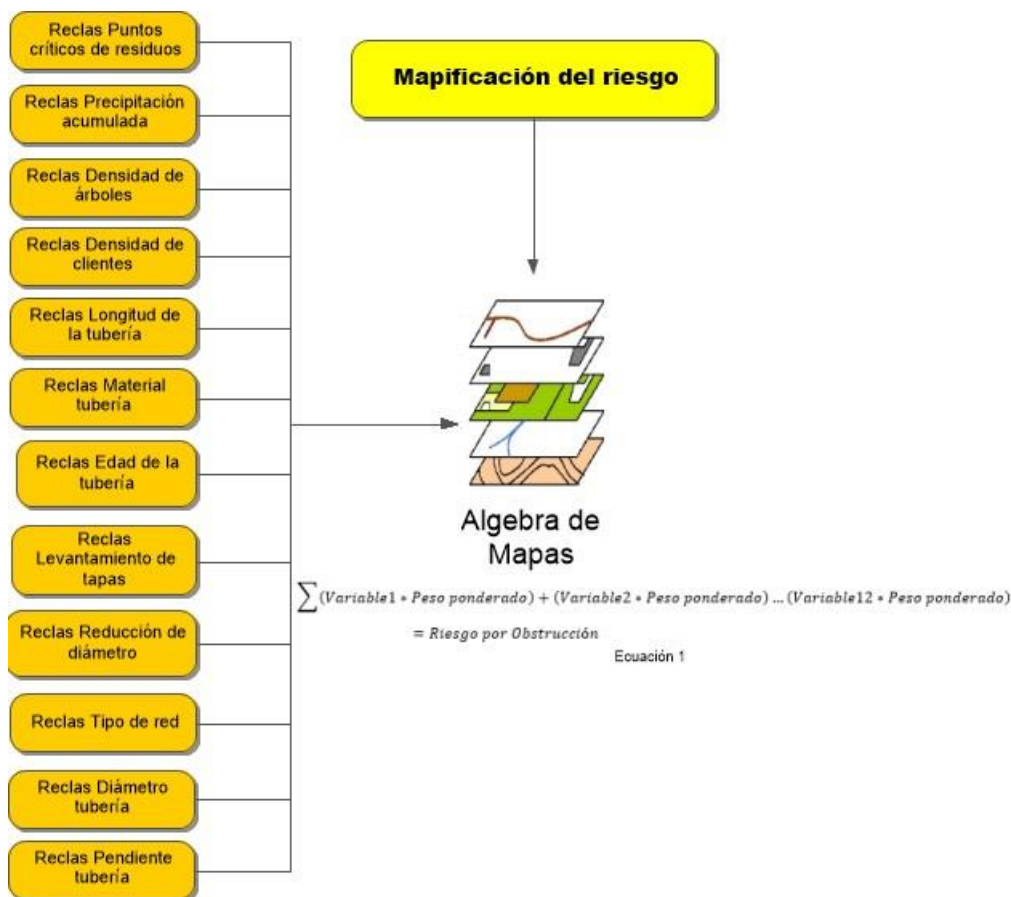 Reclas Puntos
críticos de residuos
Reclas Precipitación
acumulada
Reclas Densidad de
árboles
Reclas Densidad de
clientes
Reclas Longitud de
la tubería
Reclas Material
tubería
Reclas Edad de la
tubería
Reclas
Levantamiento de
tapas
Reclas Reducción de
diámetro
Reclas Tipo de red
Reclas Diámetro
tubería
Reclas Pendiente
tubería
Mapificación del riesgo
Algebra de
Mapas
∑(Variable1 * Peso ponderado) + (Variable2 * Peso ponderado) ... (Variable12 * Peso ponderado)
= Riesgo por Obstrucción
Ecuación 1